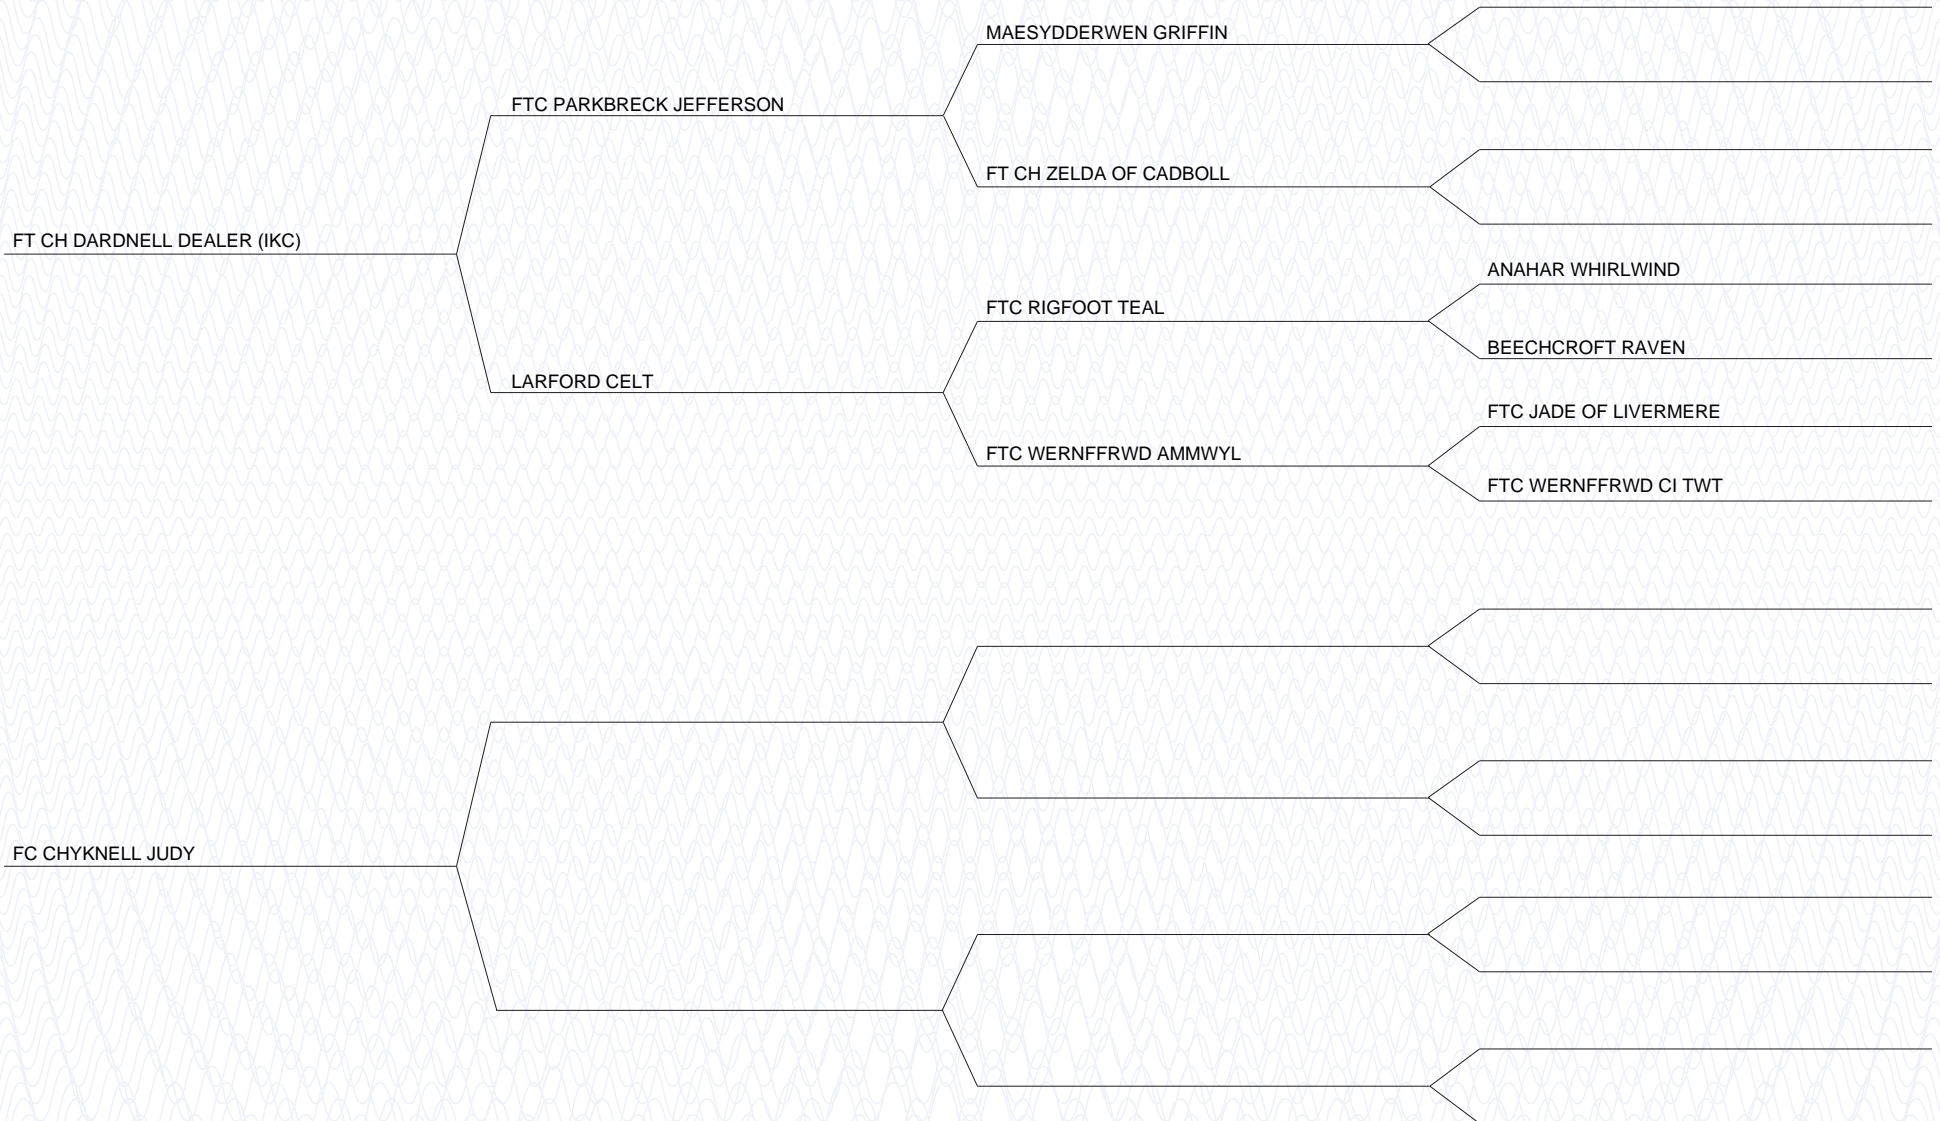 MAESYDDERWEN GRIFFIN
FTC PARKBRECK JEFFERSON
FT CH ZELDA OF CADBOLL
FT CH DARDNELL DEALER (IKC)
ANAHAR WHIRLWIND
FTC RIGFOOT TEAL
BEECHCROFT RAVEN
LARFORD CELT
FTC JADE OF LIVERMERE
FTC WERNFFRWD AMMWYL
FTC WERNFFRWD CI TWT
FC CHYKNELL JUDY